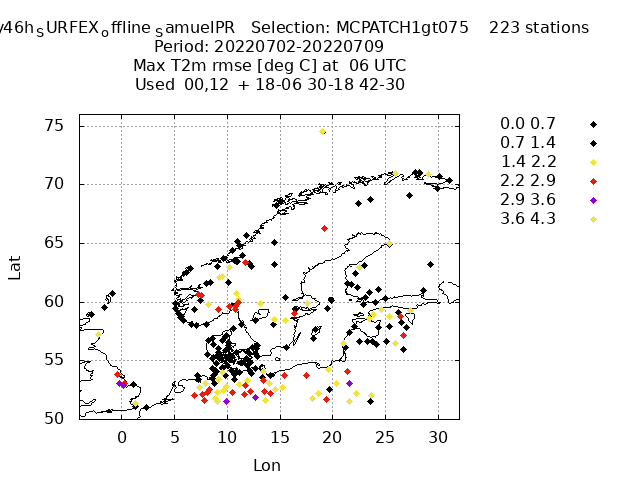 y46h_SURFEX_offline_SamuelPR   Selection: MCPATCH1gt075    223 stations
Period: 20220702-20220709
Max T2m rmse [deg C] at  06 UTC
Used  00,12  + 18-06 30-18 42-30
0.0 0.7
0.7 1.4
1.4 2.2
2.2 2.9
2.9 3.6
3.6 4.3
75
70
65
60
55
50
Lat
0 5 10 15 20 25 30
Lon